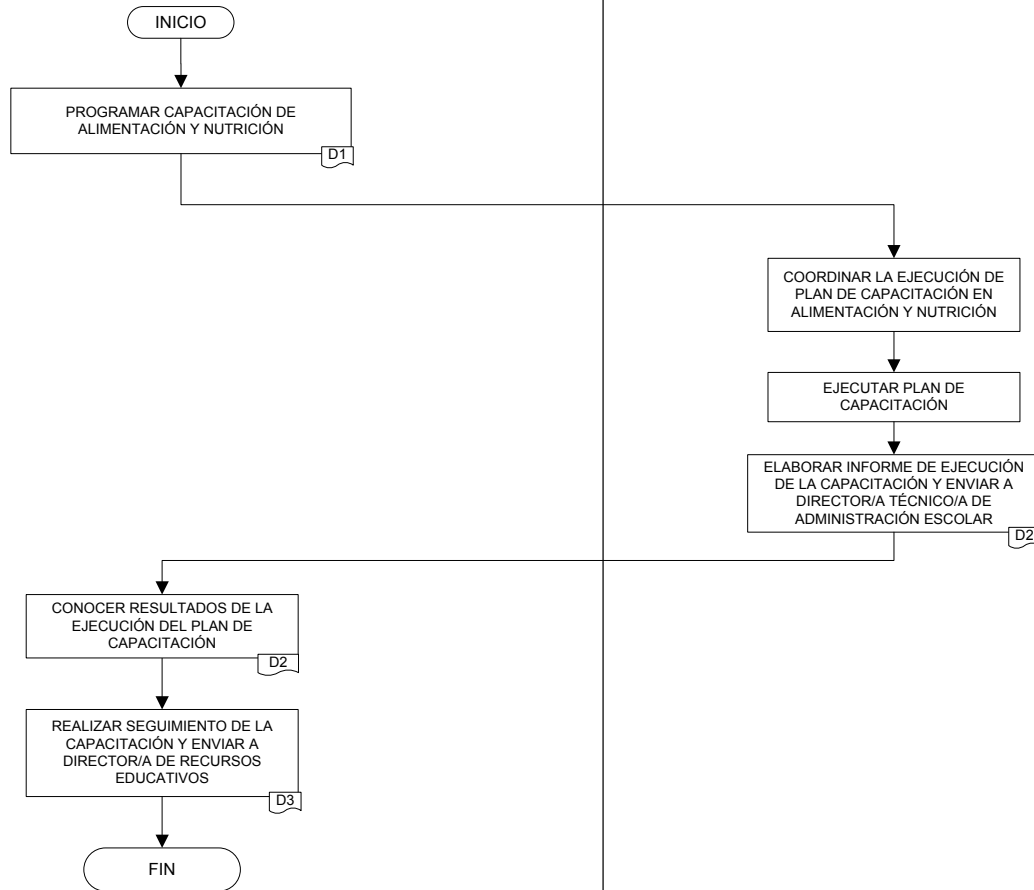 INICIO
PROGRAMAR CAPACITACIÓN DE
ALIMENTACIÓN Y NUTRICIÓN
D1
COORDINAR LA EJECUCIÓN DE
PLAN DE CAPACITACIÓN EN
ALIMENTACIÓN Y NUTRICIÓN
EJECUTAR PLAN DE
CAPACITACIÓN
ELABORAR INFORME DE EJECUCIÓN
DE LA CAPACITACIÓN Y ENVIAR A
DIRECTOR/A TÉCNICO/A DE
ADMINISTRACIÓN ESCOLAR
D2
CONOCER RESULTADOS DE LA
EJECUCIÓN DEL PLAN DE
CAPACITACIÓN
D2
REALIZAR SEGUIMIENTO DE LA
CAPACITACIÓN Y ENVIAR A
DIRECTOR/A DE RECURSOS
EDUCATIVOS
D3
FIN